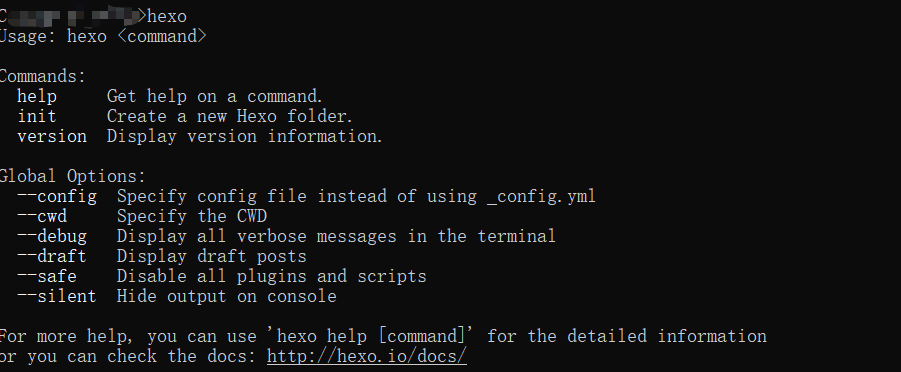 C >hexo
Usage: hexo <command>
Commands:
help Get help on a command.
init Create a new Hexo folder.
version Display version information.
Global Options:
--config Specify config file instead of using _config.yml
--cwd Specify the CWD
--debug Display all verbose messages in the terminal
--draft Display draft posts
--safe Disable all plugins and scripts
--silent Hide output on console
For more help, you can use 'hexo help [command]' for the detailed information
or you can check the docs: http://hexo.io/docs/